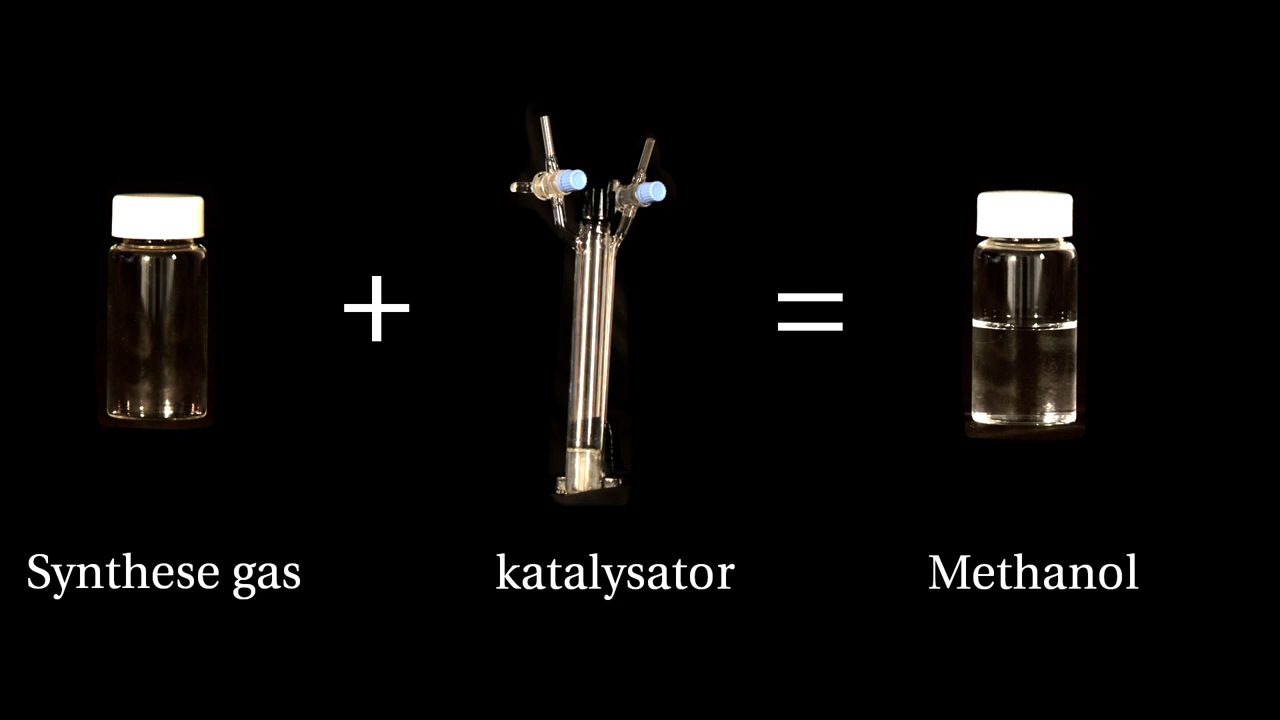 +
=
Synthese gas
katalysator
Methanol